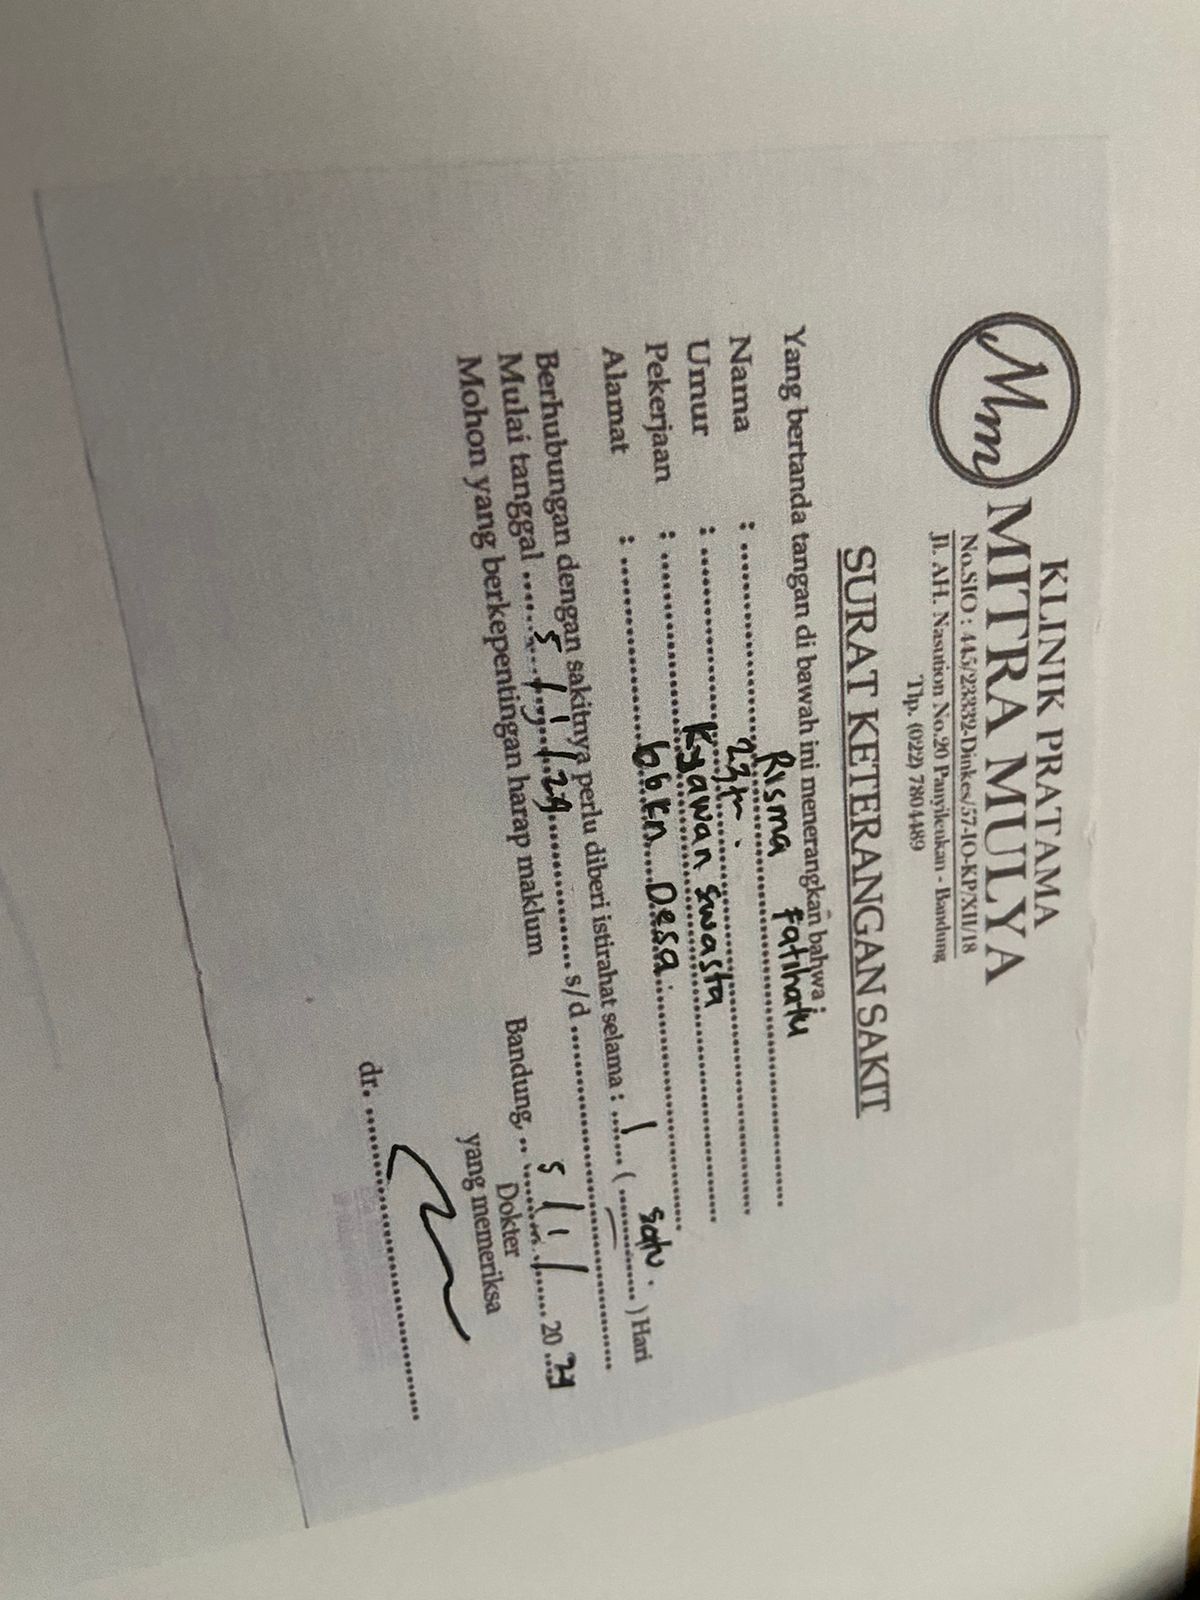 Mm
KLINIK PRATAMA
MITRA MULYA
No.SIO : 445/23332-Dinkes/57-IO-KP/XII/18
Jl. AH. Nasution No.20 Panyileukan - Bandung
Tlp. (022) 7804489
SURAT KETERANGAN SAKIT
Yang bertanda tangan di bawah ini menerangkan bahwa ;
Nama : Risma Fatihatu
Umur : 23th.
Pekerjaan : Kyawan swasta
Alamat : Desa
Berhubungan dengan sakitnya perlu diberi istirahat selama : 1 ( satu. ) Hari
Mulai tanggal 5/1/24 s/d
Mohon yang berkepentingan harap maklum
Bandung, 5/1/2024
Dokter
yang memeriksa
dr.